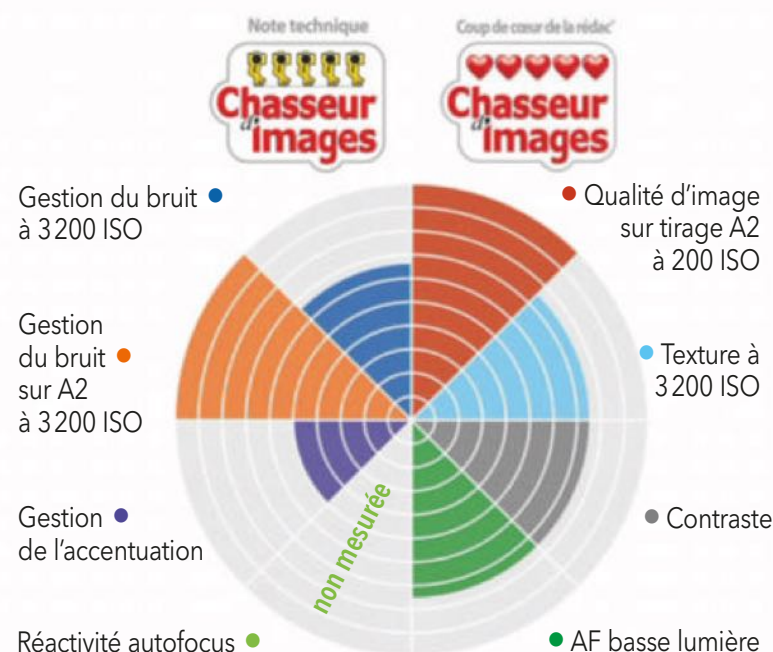 Note technique
Chasseur
d'images
Coup de cœur de la rédac'
Chasseur
d'images
Gestion du bruit
à 3200 ISO
Qualité d'image
sur tirage A2
à 200 ISO
Gestion
du bruit
sur A2
à 3200 ISO
Texture à
3200 ISO
Gestion
de l'accentuation
non mesurée
Contraste
Réactivité autofocus
AF basse lumière